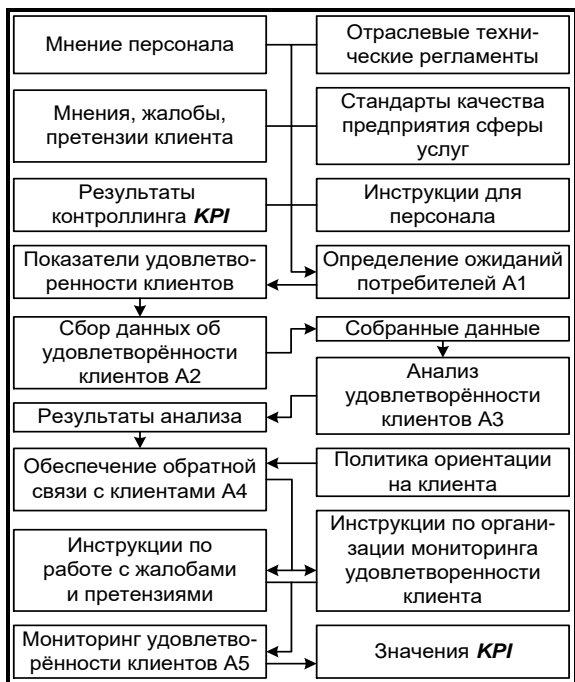 Мнение персонала
Отраслевые техни-
ческие регламенты
Мнения, жалобы,
претензии клиента
Стандарты качества
предприятия сферы
услуг
Результаты
контроллинга KPI
Инструкции для
персонала
Показатели удовлетво-
ренности клиентов
Определение ожиданий
потребителей А1
Сбор данных об
удовлетворённости
клиентов А2
Собранные данные
Анализ
удовлетворённости
клиентов А3
Результаты анализа
Обеспечение обратной
связи с клиентами А4
Политика ориентации
на клиента
Инструкции по
работе с жалобами
и претензиями
Инструкции по органи-
зации мониторинга
удовлетворенности
клиента
Мониторинг удовлетво-
рённости клиентов А5
Значения KPI